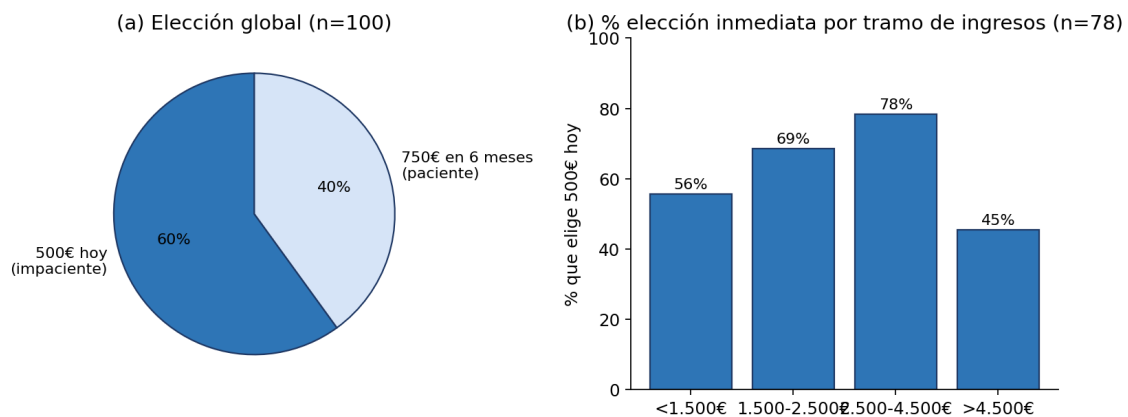 (a) Elección global (n=100)
750€ en 6 meses
(paciente)
40%
60%
500€ hoy
(impaciente)
(b) % elección inmediata por tramo de ingresos (n=78)
% que elige 500€ hoy
100
80
60
40
20
0
56%
69%
78%
45%
<1.500€ 1.500-2.500€ 2.500-4.500€ >4.500€